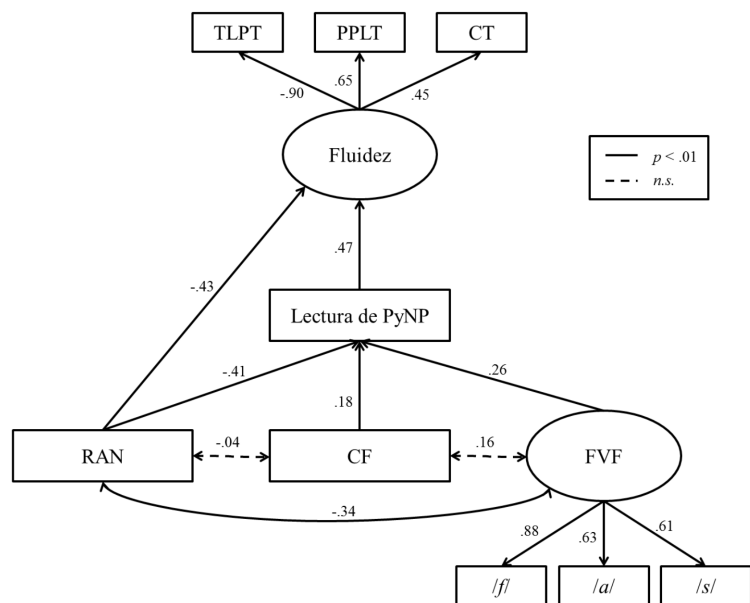 TLPT PPLT CT
-.90 .65 .45
Fluidez
p < .01
n.s.
-.43 .47
Lectura de PyNP
-.41 .18 .26
RAN -.04 CF .16 FVF
-.34
.88 .63 .61
/f/ /a/ /s/